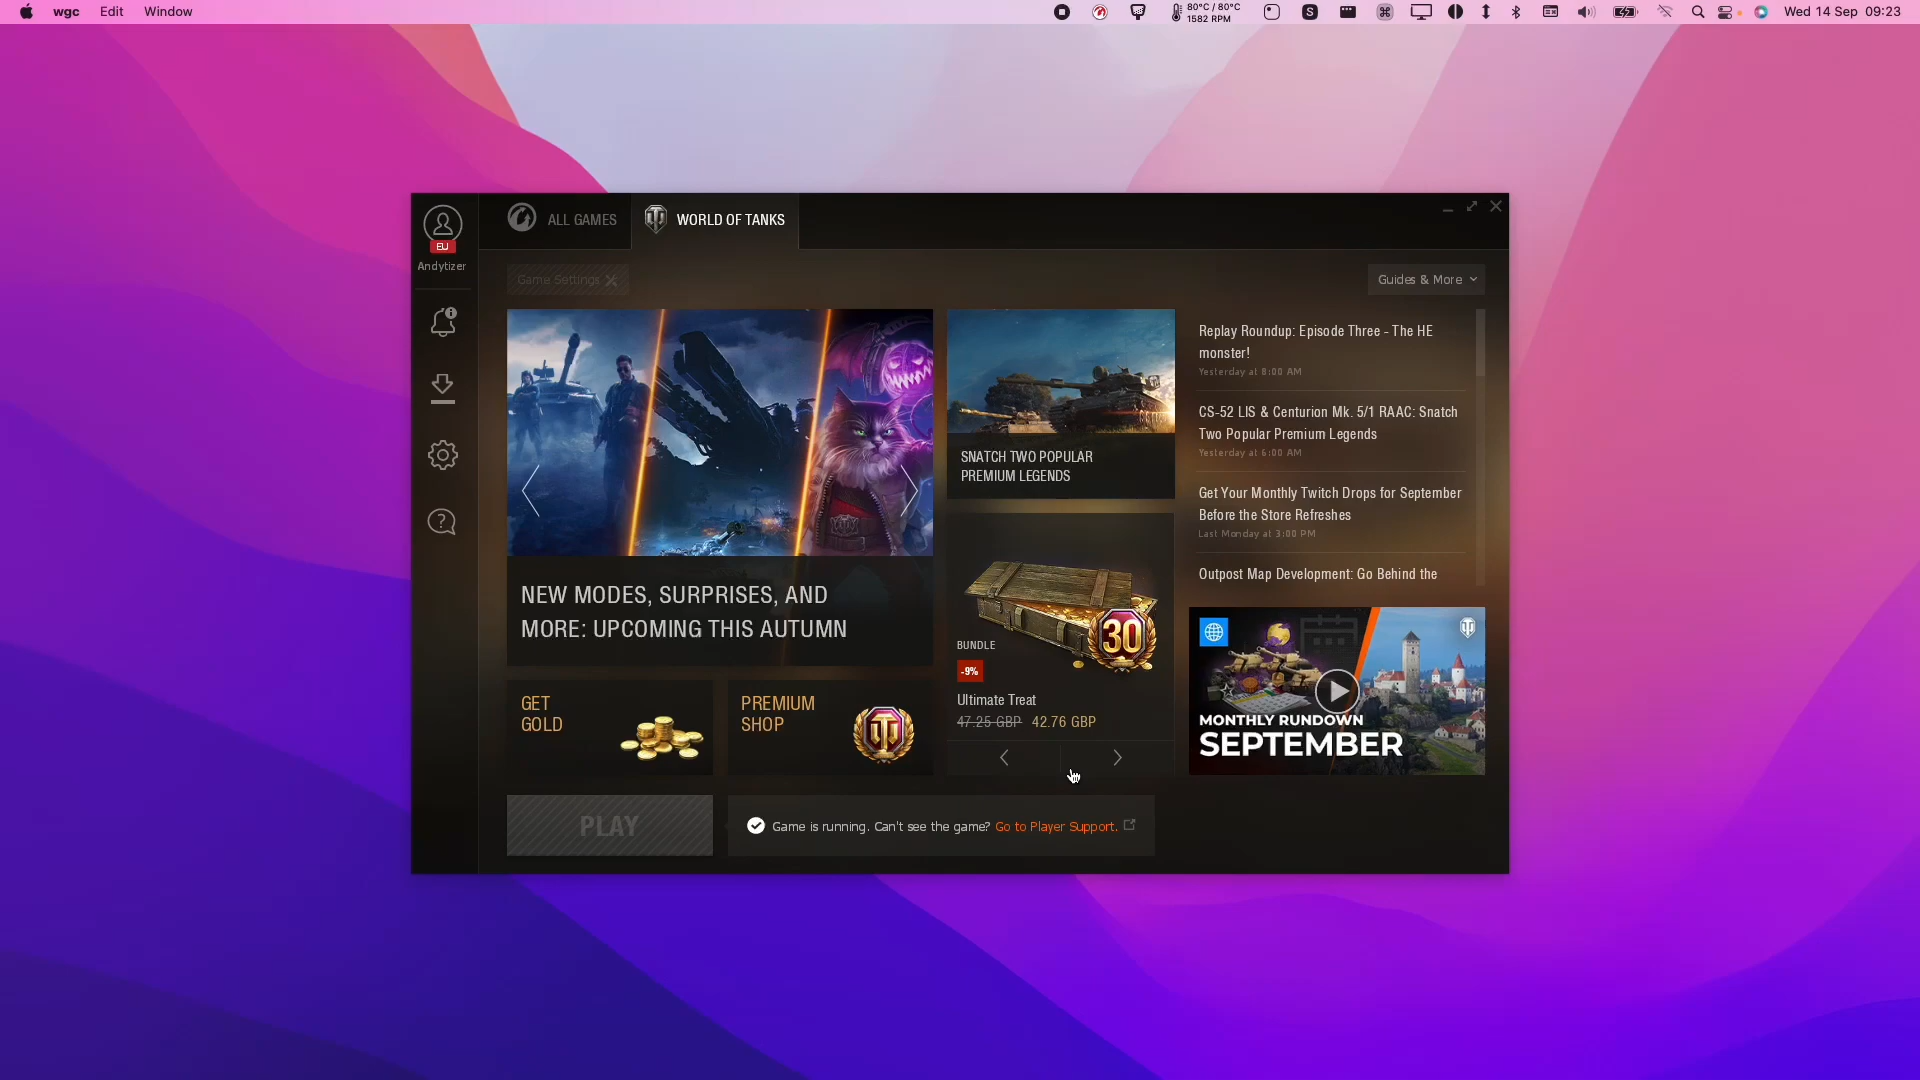 wgc Edit Window
80°C / 80°C
1582 RPM
S
Wed 14 Sep 09:23
EU
Andytizer
ALL GAMES
WORLD OF TANKS
Game Settings
Guides & More
NEW MODES, SURPRISES, AND
MORE: UPCOMING THIS AUTUMN
SNATCH TWO POPULAR
PREMIUM LEGENDS
30
BUNDLE
-9%
Ultimate Treat
47.25 GBP 42.76 GBP
Replay Roundup: Episode Three - The HE
monster!
Yesterday at 8:00 AM
CS-52 LIS & Centurion Mk. 5/1 RAAC: Snatch
Two Popular Premium Legends
Yesterday at 6:00 AM
Get Your Monthly Twitch Drops for September
Before the Store Refreshes
Last Monday at 3:00 PM
Outpost Map Development: Go Behind the
MONTHLY RUNDOWN
SEPTEMBER
GET
GOLD
PREMIUM
SHOP
PLAY
Game is running. Can't see the game? Go to Player Support.